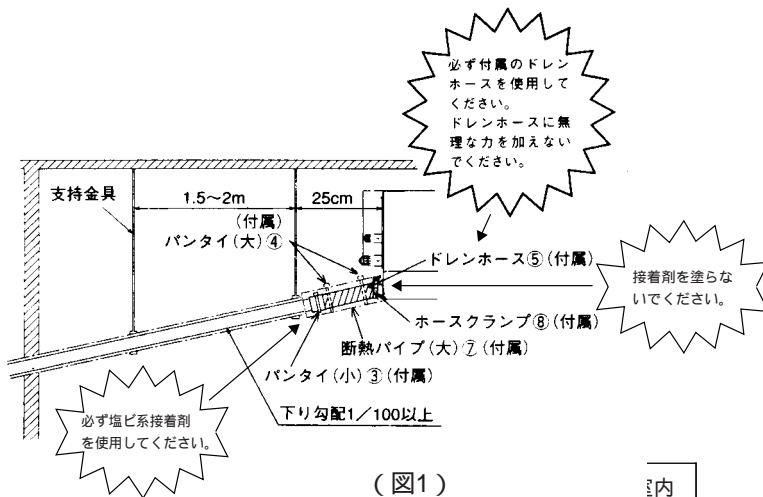 必ず付属のドレン
ホースを使用して
ください。
ドレンホースに無
理な力を加えない
でください。
支持金具
1.5～2m
25cm
(付属)
バンタイ(大)④
ドレンホース⑤(付属)
接着剤を塗らな
いでください。
ホースクランプ⑧(付属)
断熱パイプ(大)⑦(付属)
バンタイ(小)③(付属)
必ず塩ビ系接着剤
を使用してください。
下り勾配1/100以上
(図1)
室内